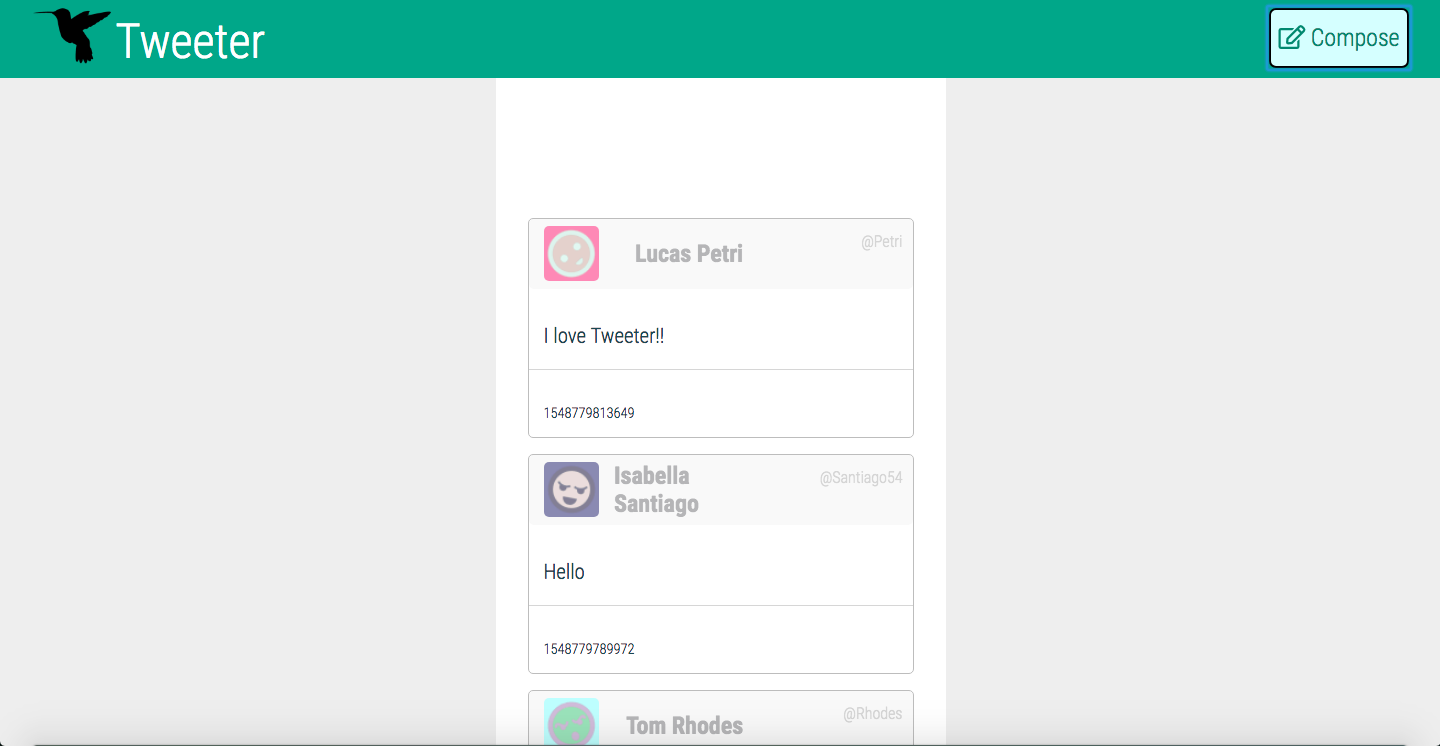 Tweeter
Compose
Lucas Petri
@Petri
I love Tweeter!!
1548779813649
Isabella
Santiago
@Santiago54
Hello
1548779789972
Tom Rhodes
@Rhodes